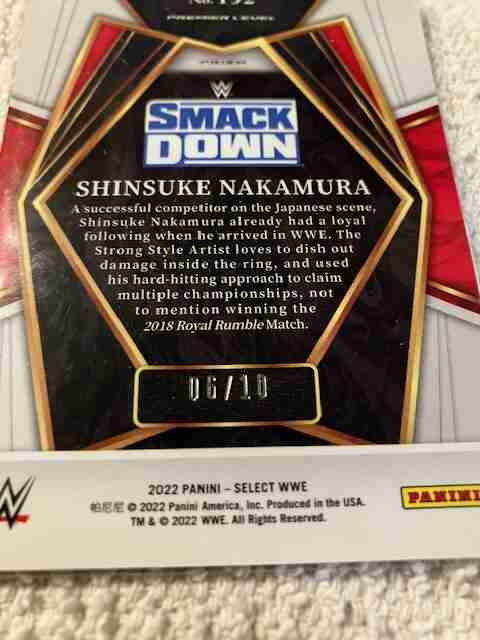 No. 192
PREMIER LEVEL
PRIZM
W
SMACK
DOWN
SHINSUKE NAKAMURA
A successful competitor on the Japanese scene,
Shinsuke Nakamura already had a loyal
following when he arrived in WWE. The
Strong Style Artist loves to dish out
damage inside the ring, and used
his hard-hitting approach to claim
multiple championships, not
to mention winning the
2018 Royal Rumble Match.
06/10
2022 PANINI – SELECT WWE
帕尼尼 © 2022 Panini America, Inc. Produced in the USA.
TM & © 2022 WWE. All Rights Reserved.
W
PANINI